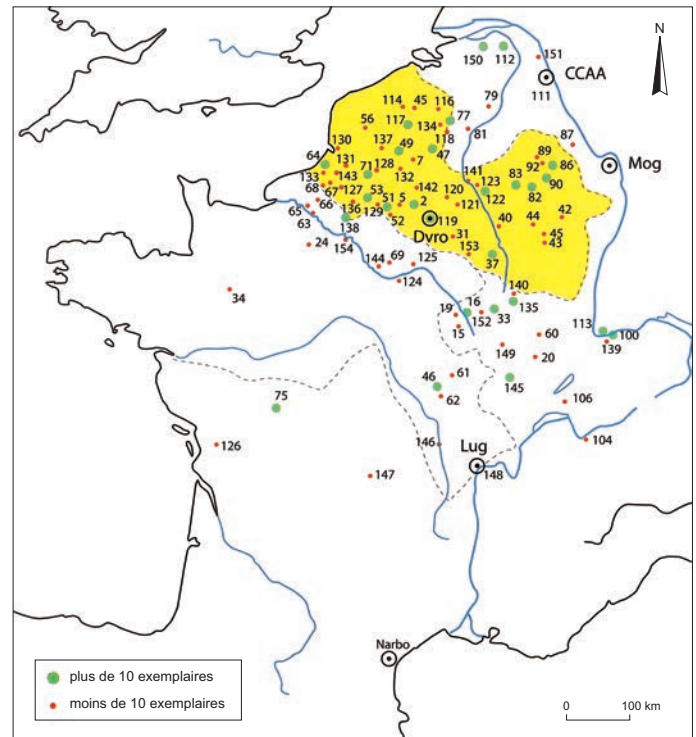 N
150 112 151
CCAA
111
114 45 116 79
56 117 134 77 81 87
130 137 49 118 47 89 Mog
64 131 71 128 7 92 86
133 143 132 141 123 83 90
68 67 127 53 142 120 122 82
65 66 136 129 51 5 2 121 44 42
63 138 52 119 40 45
24 154 Dvro 31 153 43
144 69 125 37
34 124 140
16 135
19 152 33 113 100
15 60 139
149 20
46 61 145
75 62 106
126 146 104
Lug
147 148
Narbo
plus de 10 exemplaires
moins de 10 exemplaires
0 100 km